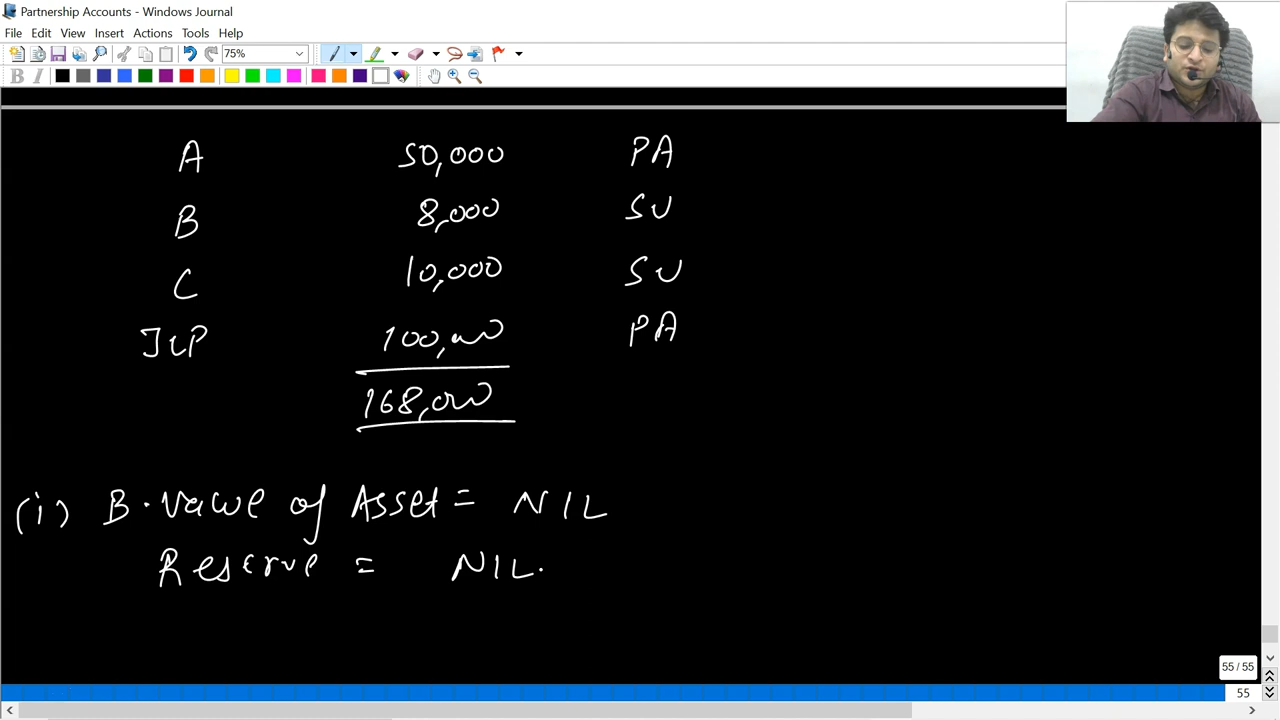 Partnership Accounts - Windows Journal
File Edit View Insert Actions Tools Help
75%
B I
A 50,000 PA
B 8,000 SU
C 10,000 SU
JLP 100,000 PA
168,000
(i) B. Value of Asset = NIL
Reserve = NIL.
55 / 55
55